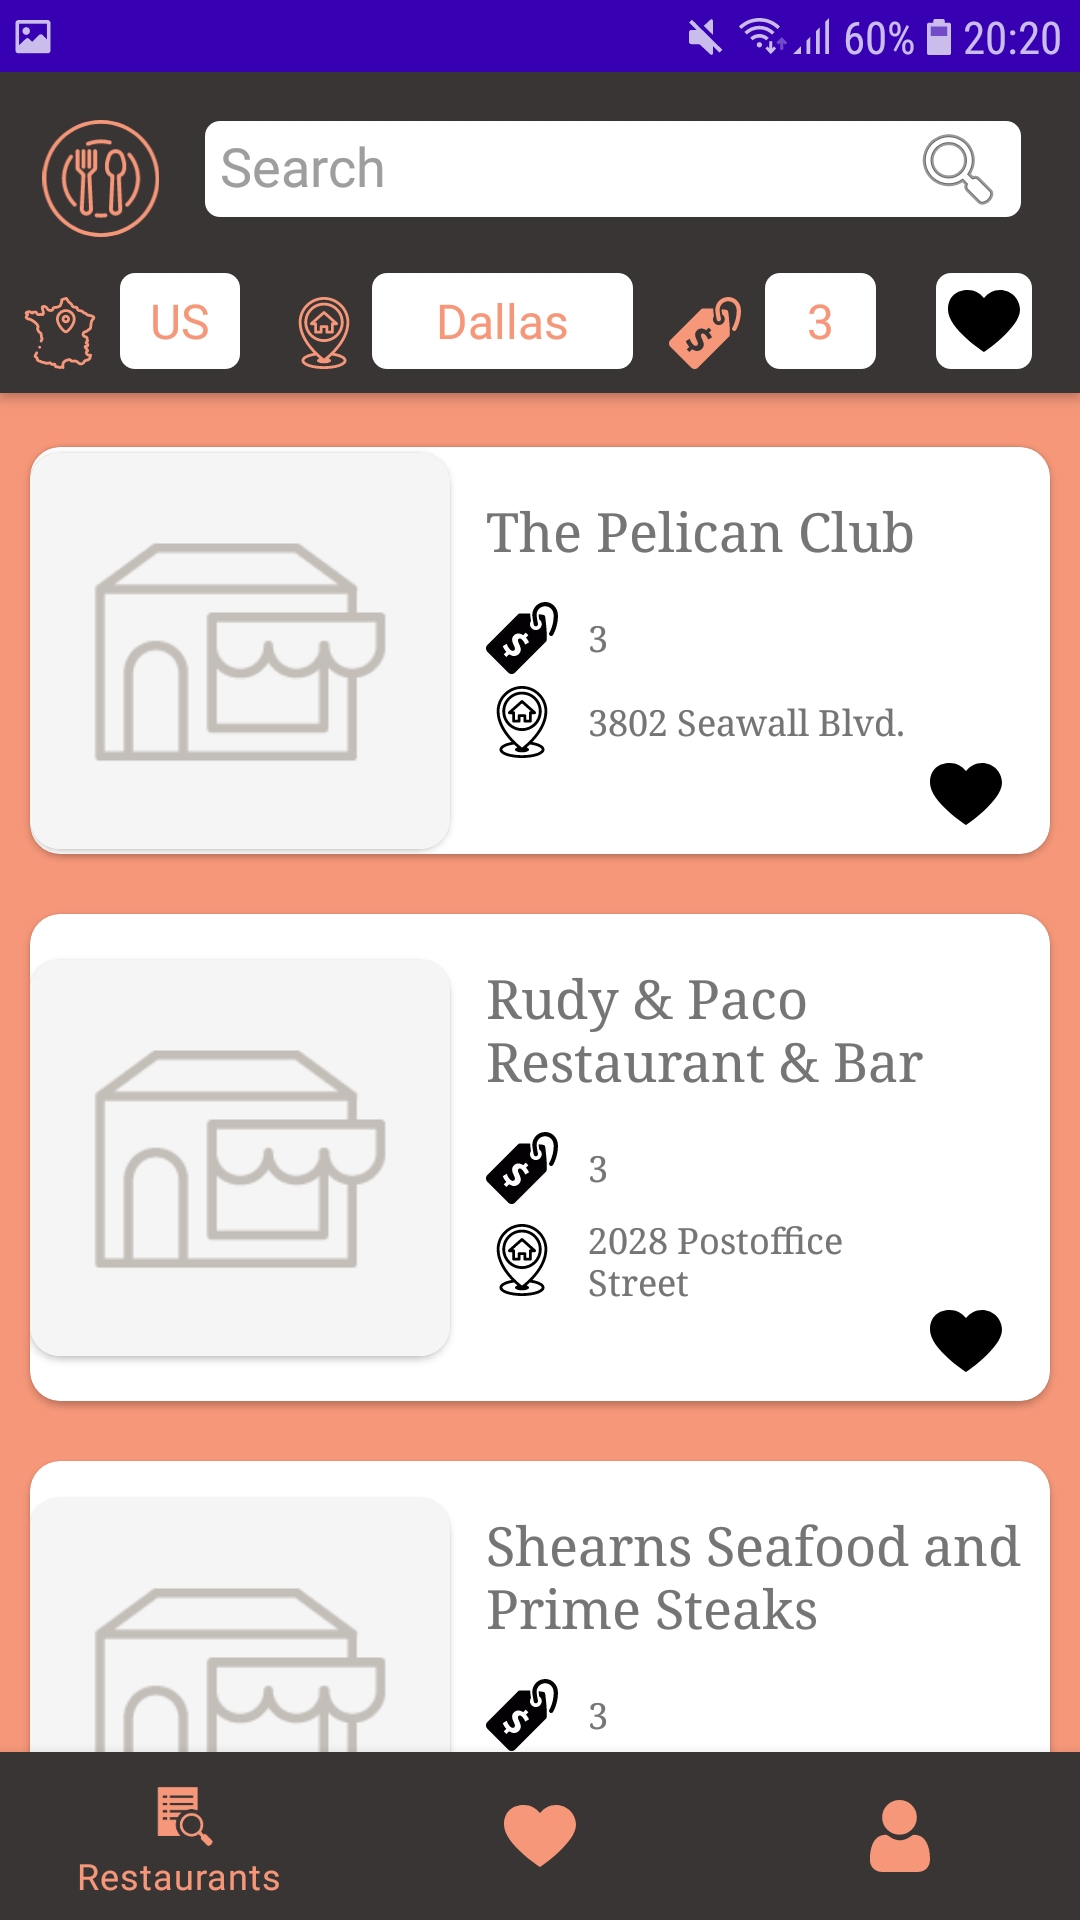 60% 20:20
Search
US Dallas 3
The Pelican Club
3
3802 Seawall Blvd.
Rudy & Paco
Restaurant & Bar
3
2028 Postoffice
Street
Shearns Seafood and
Prime Steaks
3
Restaurants